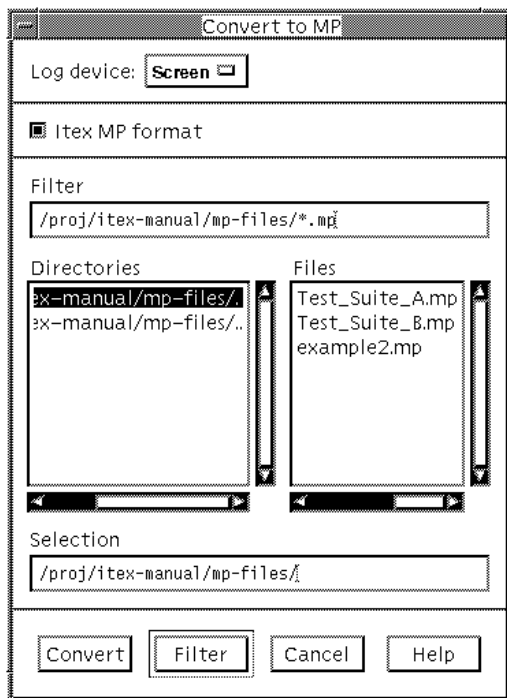 Convert to MP
Log device: Screen
Itex MP format
Filter
/proj/itex-manual/mp-files/*.mp
Directories
ex-manual/mp-files/.
ex-manual/mp-files/..
Files
Test_Suite_A.mp
Test_Suite_B.mp
example2.mp
Selection
/proj/itex-manual/mp-files/
Convert Filter Cancel Help